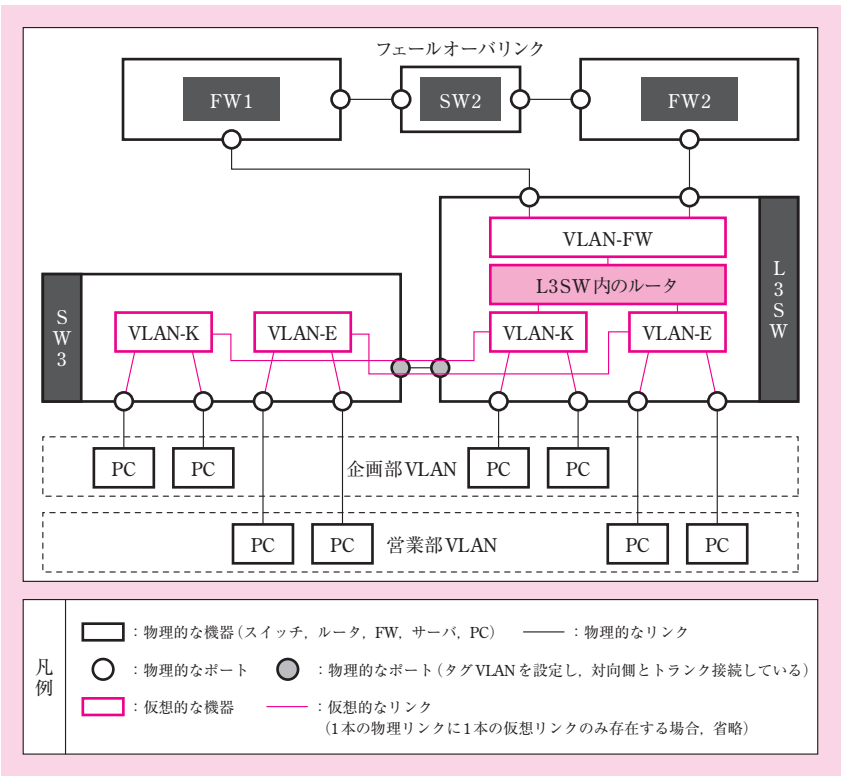 フェールオーバリンク
FW1
SW2
FW2
VLAN-FW
L3SW内のルータ
L3SW
SW3
VLAN-K
VLAN-E
VLAN-K
VLAN-E
PC
PC
企画部VLAN
PC
PC
PC
PC
営業部VLAN
PC
PC
凡例
：物理的な機器（スイッチ，ルータ，FW，サーバ，PC）
：物理的なリンク
：物理的なポート
：物理的なポート（タグVLANを設定し，対向側とトランク接続している）
：仮想的な機器
：仮想的なリンク
（1本の物理リンクに1本の仮想リンクのみ存在する場合，省略）